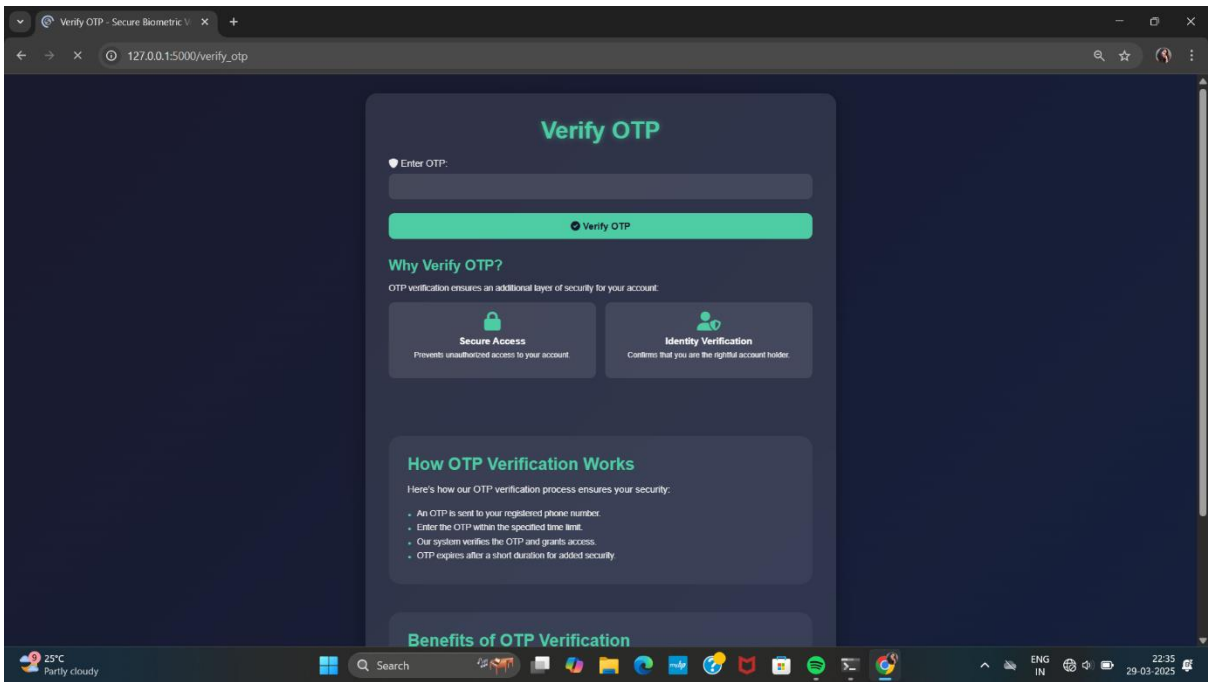 Verify OTP - Secure Biometric V
127.0.0.1:5000/verify_otp
Verify OTP
Enter OTP:
Verify OTP
Why Verify OTP?
OTP verification ensures an additional layer of security for your account.
Secure Access
Prevents unauthorized access to your account.
Identity Verification
Confirms that you are the rightful account holder.
How OTP Verification Works
Here's how our OTP verification process ensures your security:
An OTP is sent to your registered phone number.
Enter the OTP within the specified time limit.
Our system verifies the OTP and grants access.
OTP expires after a short duration for added security.
Benefits of OTP Verification
9
25°C
Partly cloudy
Search
ENG
IN
22:35
29-03-2025